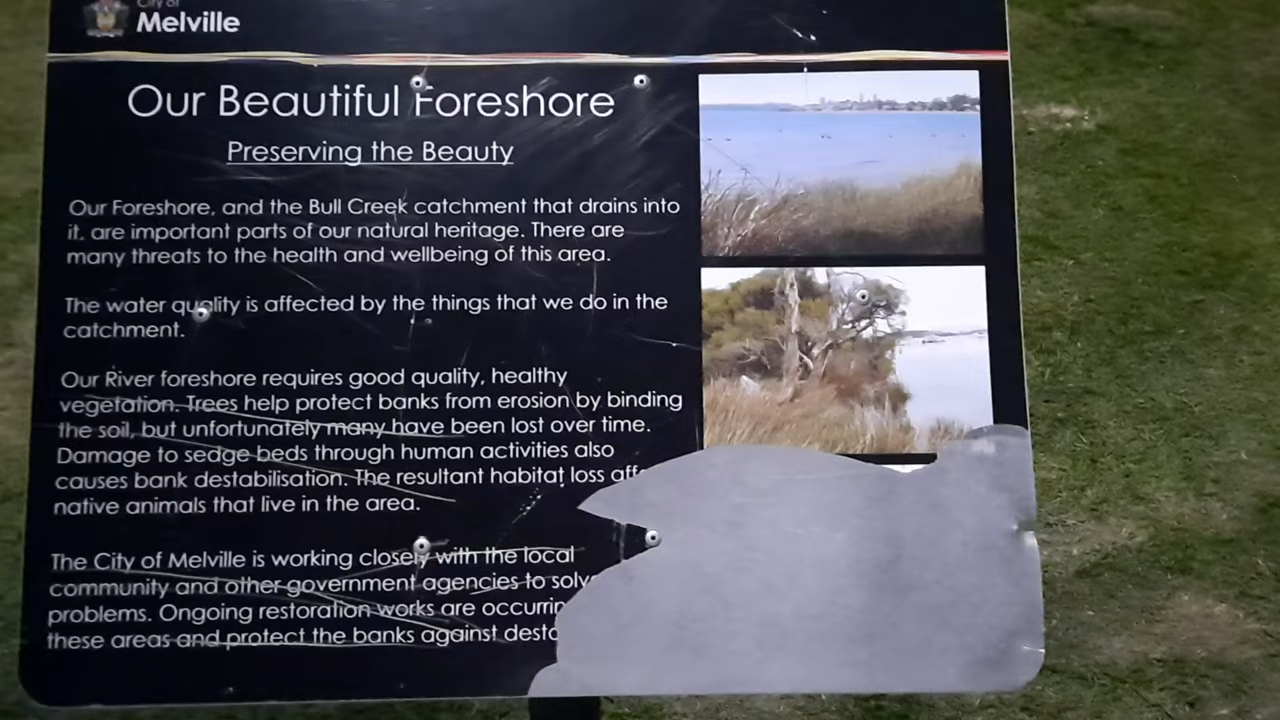 City of
Melville
Our Beautiful Foreshore
Preserving the Beauty
Our Foreshore, and the Bull Creek catchment that drains into
it, are important parts of our natural heritage. There are
many threats to the health and wellbeing of this area.
The water quality is affected by the things that we do in the
catchment.
Our River foreshore requires good quality, healthy
vegetation. Trees help protect banks from erosion by binding
the soil, but unfortunately many have been lost over time.
Damage to sedge beds through human activities also
causes bank destabilisation. The resultant habitat loss
native animals that live in the area.
The City of Melville is working closely with the local
community and other government agencies to
problems. Ongoing restoration works are
these areas and protect the banks against